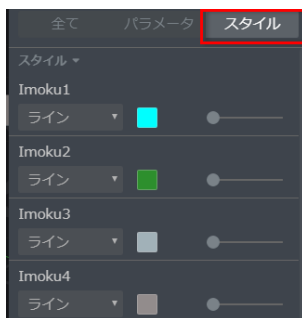 全て パラメータ スタイル
スタイル ▾
Imoku1
ライン ▾
Imoku2
ライン ▾
Imoku3
ライン ▾
Imoku4
ライン ▾